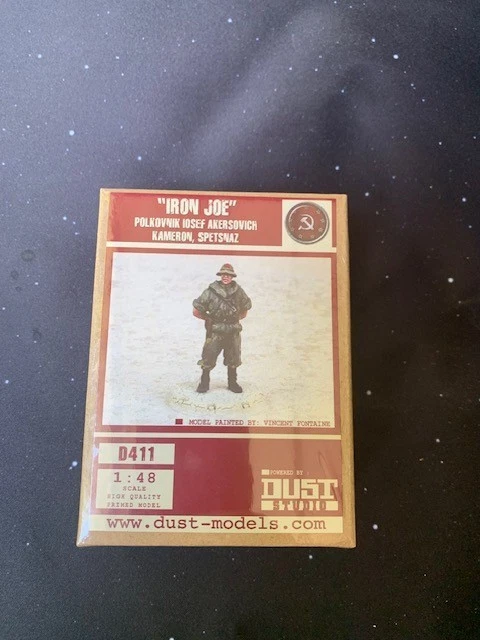 "IRON JOE"
POLKOVNIK IOSEF AKERSOVICH
KAMERON, SPETSNAZ
MODEL PAINTED BY: VINCENT FONTAINE
D411
1:48
SCALE
HIGH QUALITY
PRIMED MODEL
POWERED BY
DUST
STUDIO
www.dust-models.com